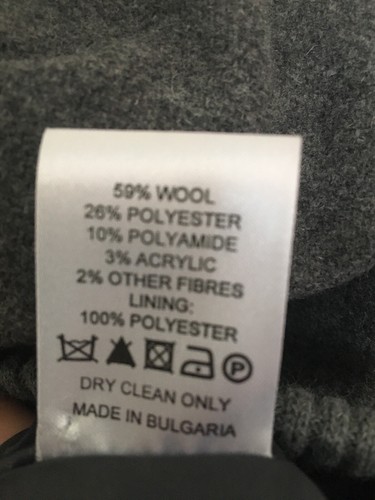 59% WOOL
26% POLYESTER
10% POLYAMIDE
3% ACRYLIC
2% OTHER FIBRES
LINING:
100% POLYESTER
P
DRY CLEAN ONLY
MADE IN BULGARIA